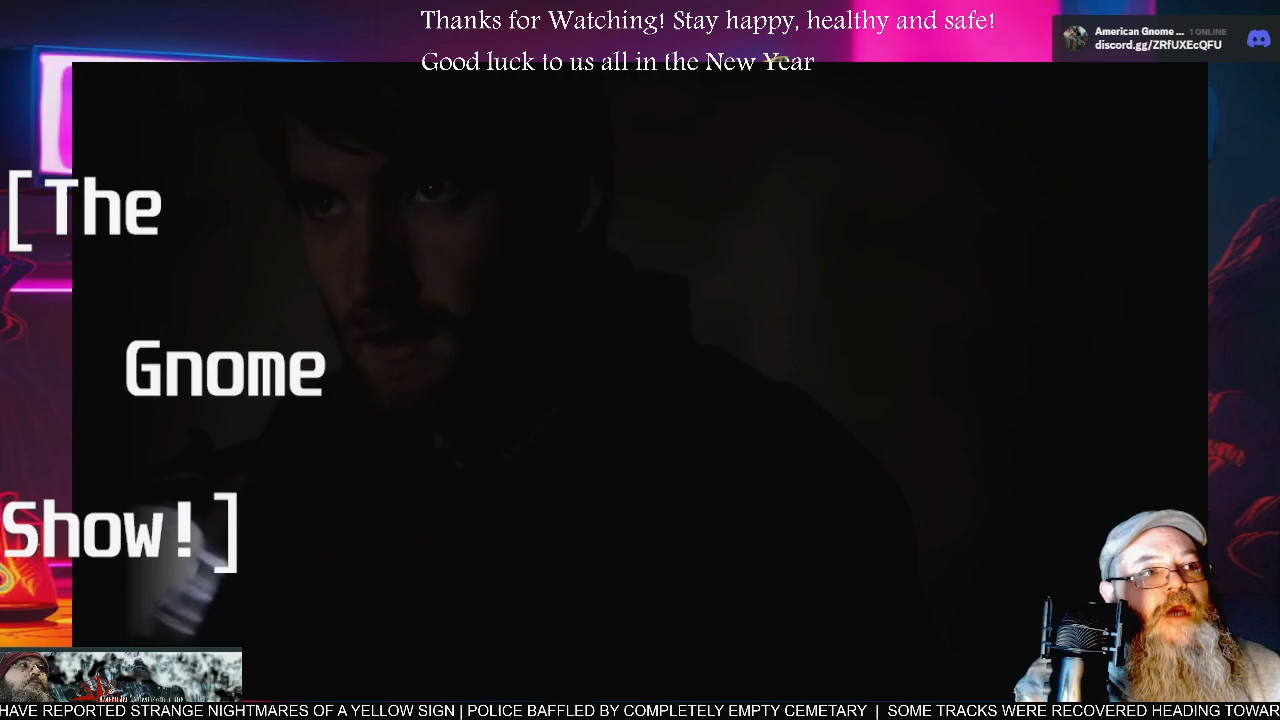 Thanks for Watching! Stay happy, healthy and safe!
Good luck to us all in the New Year
American Gnome ... 1 ONLINE
discord.gg/ZRfUXEcQFU
[The
Gnome
Show!]
HAVE REPORTED STRANGE NIGHTMARES OF A YELLOW SIGN | POLICE BAFFLED BY COMPLETELY EMPTY CEMETARY | SOME TRACKS WERE RECOVERED HEADING TOWAR